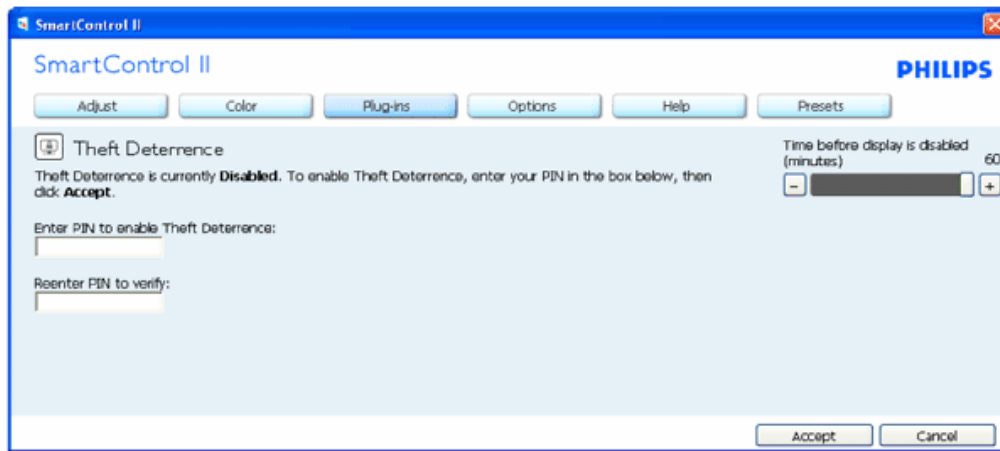 SmartControl II
SmartControl II
PHILIPS
Adjust
Color
Plug-ins
Options
Help
Presets
Theft Deterrence
Time before display is disabled
(minutes)
60
Theft Deterrence is currently Disabled. To enable Theft Deterrence, enter your PIN in the box below, then
click Accept.
Enter PIN to enable Theft Deterrence:
Reenter PIN to verify:
Accept
Cancel